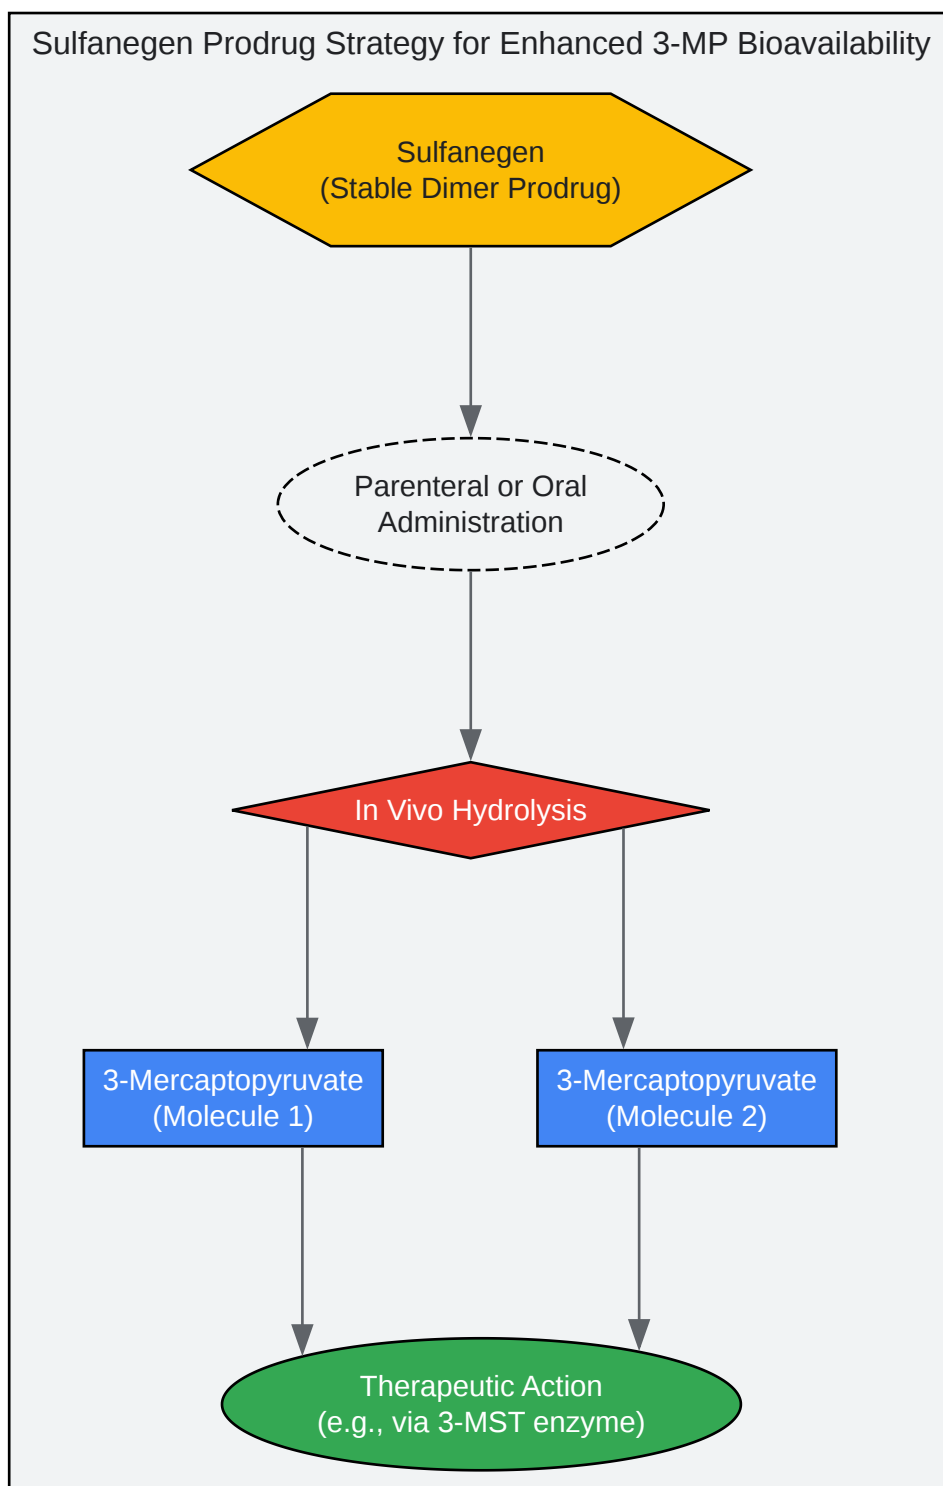 Sulfanegen Prodrug Strategy for Enhanced 3-MP Bioavailability
Sulfanegen
(Stable Dimer Prodrug)
Parenteral or Oral
Administration
In Vivo Hydrolysis
3-Mercaptopyruvate
(Molecule 1)
3-Mercaptopyruvate
(Molecule 2)
Therapeutic Action
(e.g., via 3-MST enzyme)